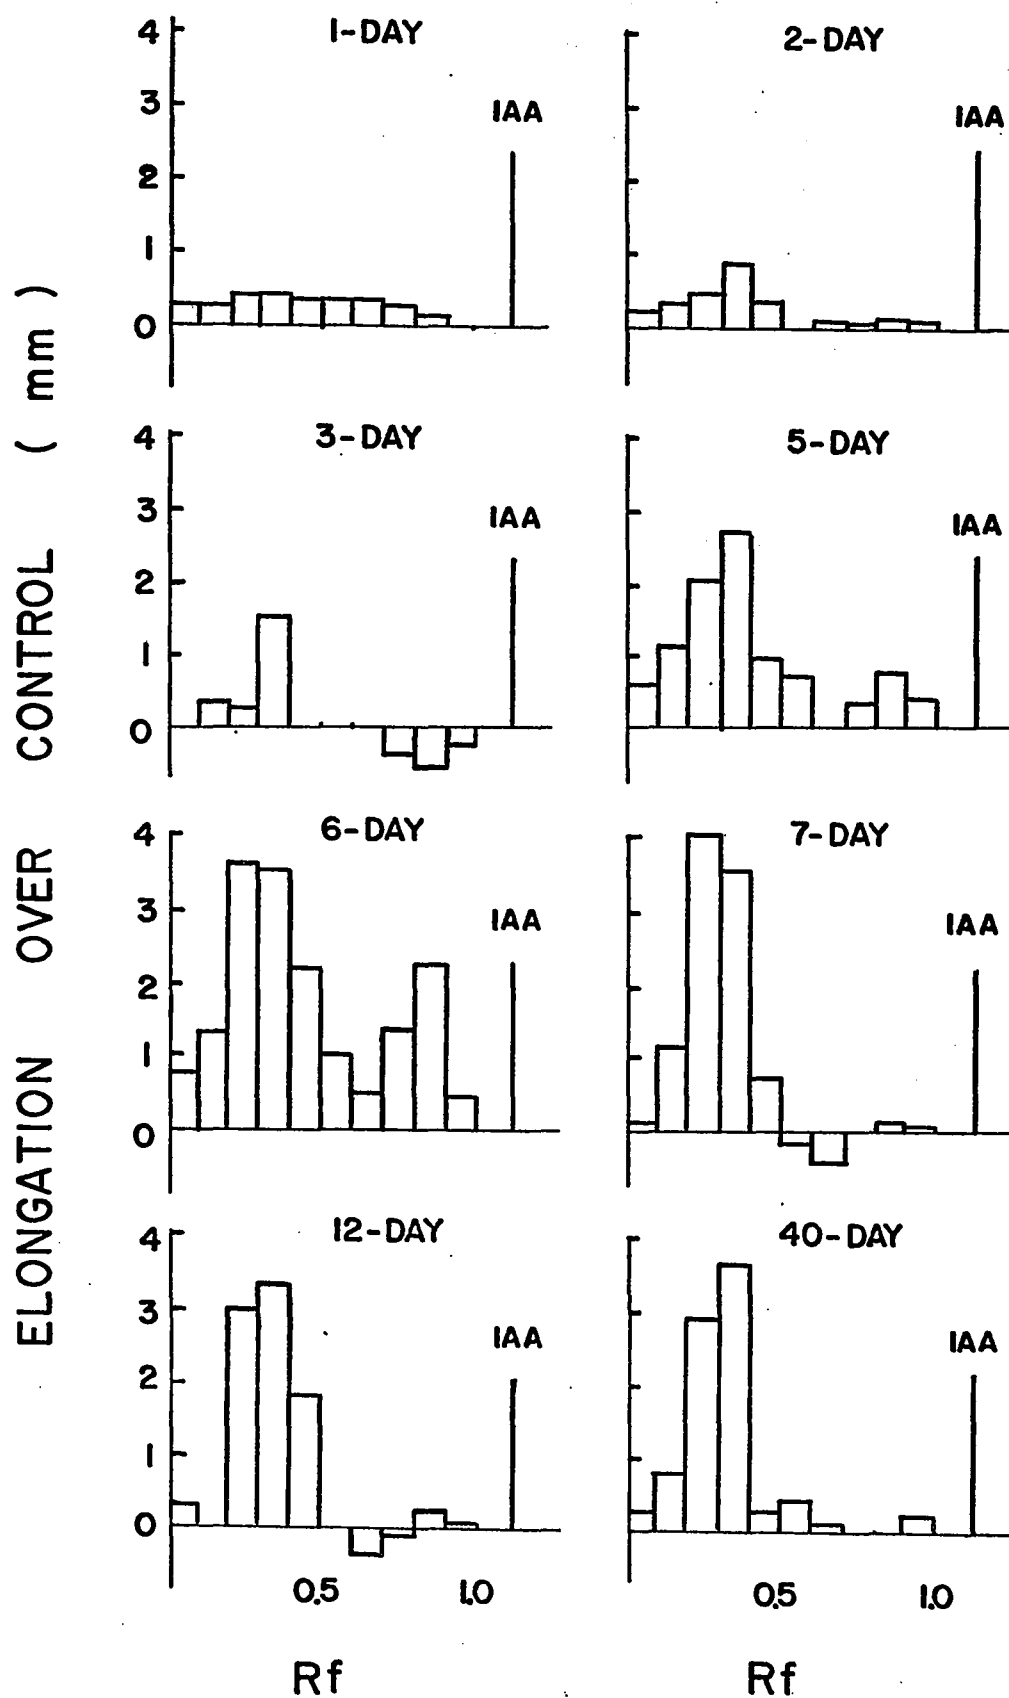 ELONGATION OVER CONTROL ( mm )
1-DAY
4
3
2
1
0
IAA
2-DAY
IAA
3-DAY
4
3
2
1
0
IAA
5-DAY
IAA
6-DAY
4
3
2
1
0
IAA
7-DAY
IAA
12-DAY
4
3
2
1
0
IAA
0.5 1.0
Rf
40-DAY
IAA
0.5 1.0
Rf